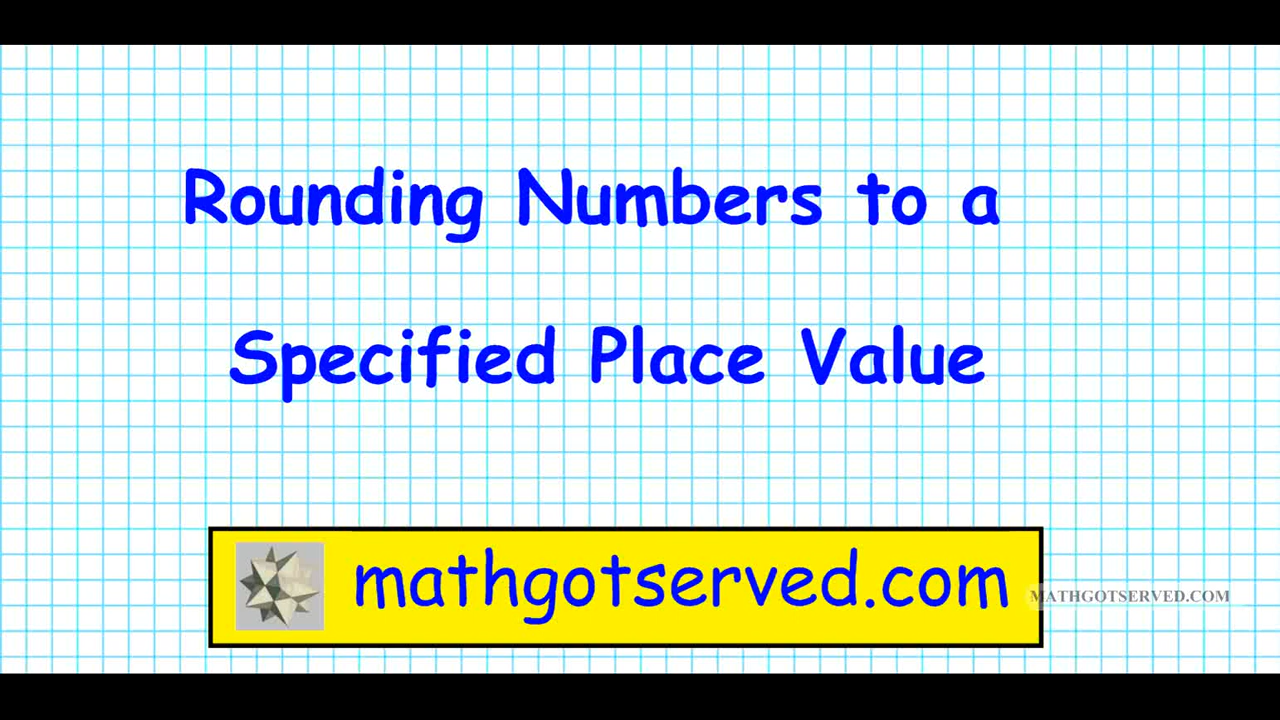 Rounding Numbers to a
Specified Place Value
mathgotserved.com
MATHGOTSERVED.COM